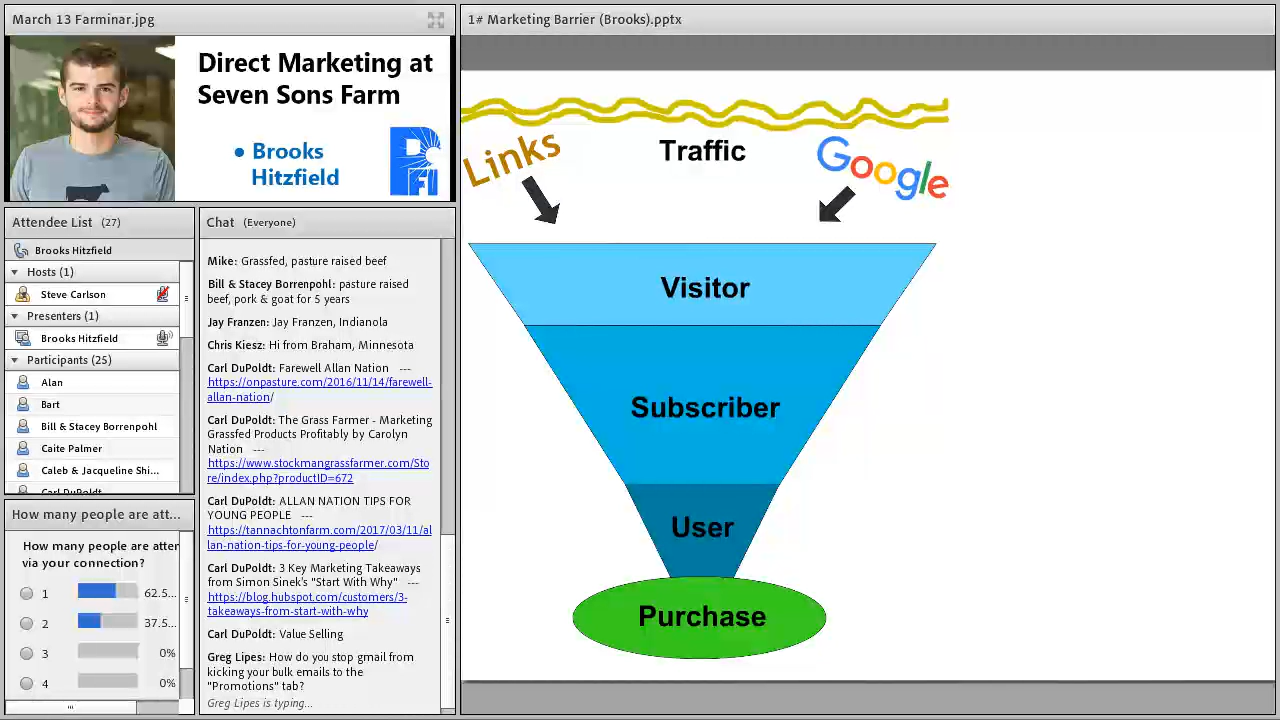 March 13 Farminar.jpg
Direct Marketing at
Seven Sons Farm
• Brooks
Hitzfield
Attendee List (27)
Brooks Hitzfield
Hosts (1)
Steve Carlson
Presenters (1)
Brooks Hitzfield
Participants (25)
Alan
Bart
Bill & Stacey Borrenpohl
Caite Palmer
Caleb & Jacqueline Shi...
Carl DuPoldt
How many people are att...
How many people are atter
via your connection?
1 62.5...
2 37.5...
3 0%
4 0%
Chat (Everyone)
Mike: Grassfed, pasture raised beef
Bill & Stacey Borrenpohl: pasture raised
beef, pork & goat for 5 years
Jay Franzen: Jay Franzen, Indianola
Chris Kiesz: Hi from Braham, Minnesota
Carl DuPoldt: Farewell Allan Nation ---
https://onpasture.com/2016/11/14/farewell-
allan-nation/
Carl DuPoldt: The Grass Farmer - Marketing
Grassfed Products Profitably by Carolyn
Nation ---
https://www.stockmangrassfarmer.com/Sto
re/index.php?productID=672
Carl DuPoldt: ALLAN NATION TIPS FOR
YOUNG PEOPLE ---
https://tannachtonfarm.com/2017/03/11/al
lan-nation-tips-for-young-people/
Carl DuPoldt: 3 Key Marketing Takeaways
from Simon Sinek's "Start With Why" ---
https://blog.hubspot.com/customers/3-
takeaways-from-start-with-why
Carl DuPoldt: Value Selling
Greg Lipes: How do you stop gmail from
kicking your bulk emails to the
"Promotions" tab?
Greg Lipes is typing...
1# Marketing Barrier (Brooks).pptx
Links
Traffic
Google
Visitor
Subscriber
User
Purchase